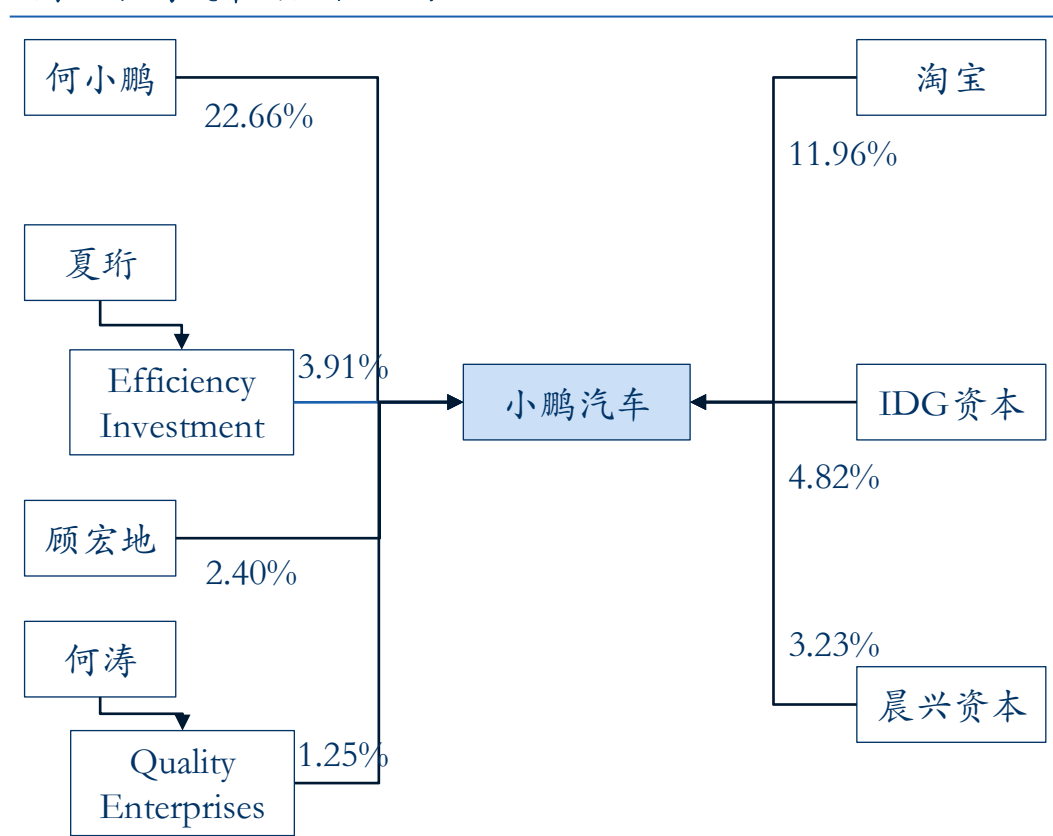 何小鹏
22.66%
夏珩
Efficiency
Investment
3.91%
顾宏地
2.40%
何涛
Quality
Enterprises
1.25%
小鹏汽车
淘宝
11.96%
IDG资本
4.82%
3.23%
晨兴资本